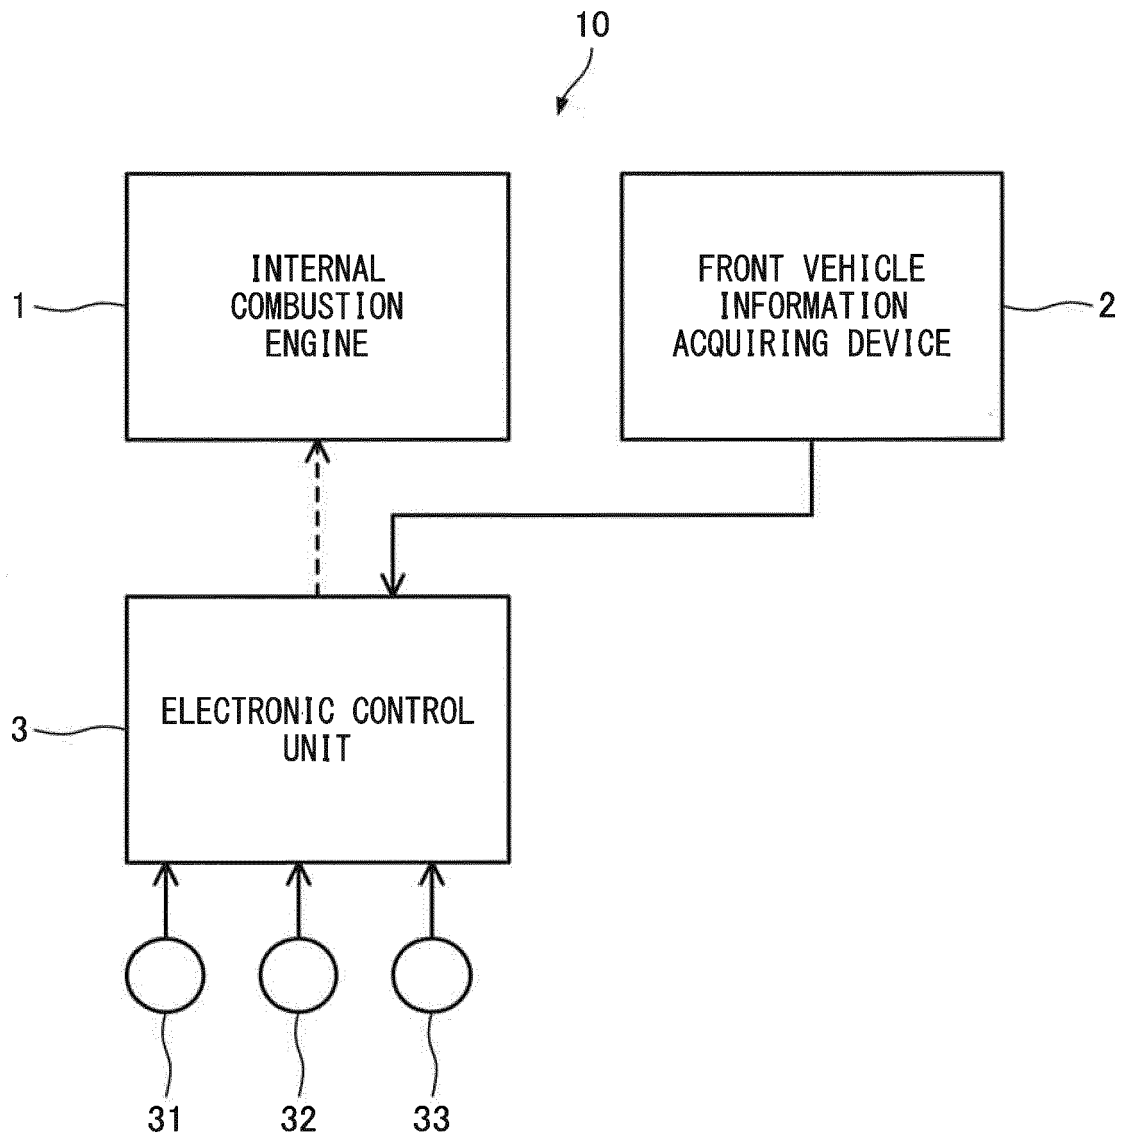 10
INTERNAL
COMBUSTION
ENGINE
1
FRONT VEHICLE
INFORMATION
ACQUIRING DEVICE
2
ELECTRONIC CONTROL
UNIT
3
31
32
33